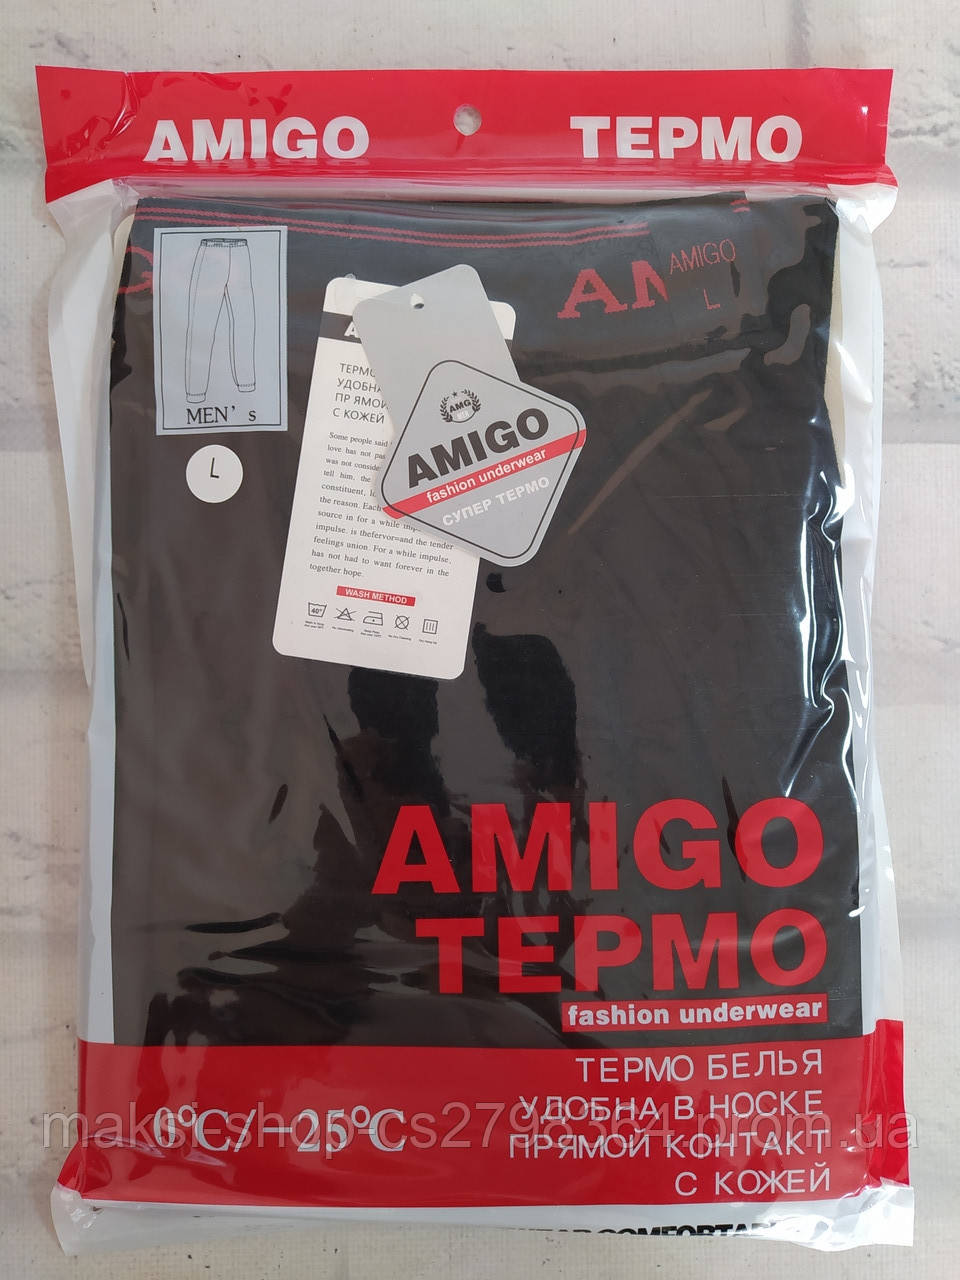 AMIGO ТЕРМО
AMIGO
L
MEN's
L
ТЕРМО
УДОБНА
ПРЯМОЙ
С КОЖЕЙ
Some people said
love has not
was not
tell him, the
constituent,
the reason. Each
source in for a while
impulse. is thefervor=and the tender
feelings union. For a while impulse,
has not had to want forever in the
together hope.
WASH METHOD
40°
AMG
AMIGO
fashion underwear
СУПЕР ТЕРМО
AMIGO
ТЕРМО
fashion underwear
ТЕРМО БЕЛЬЯ
УДОБНА В НОСКЕ
ПРЯМОЙ КОНТАКТ
С КОЖЕЙ
0℃/-25℃
maksi-shop-cs2798364.prom.ua